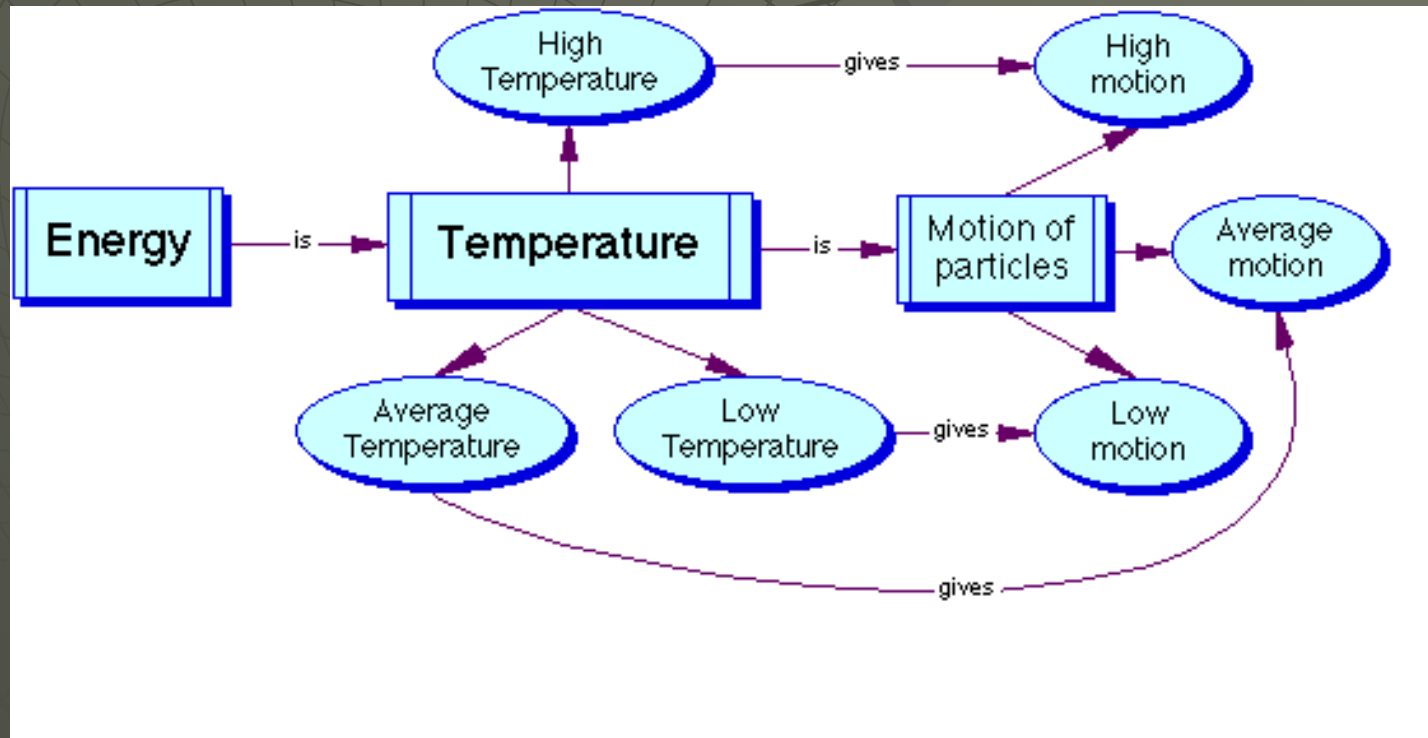 High
Temperature
gives
High
motion
Energy
is
Temperature
is
Motion of
particles
Average
motion
Average
Temperature
Low
Temperature
gives
Low
motion
gives